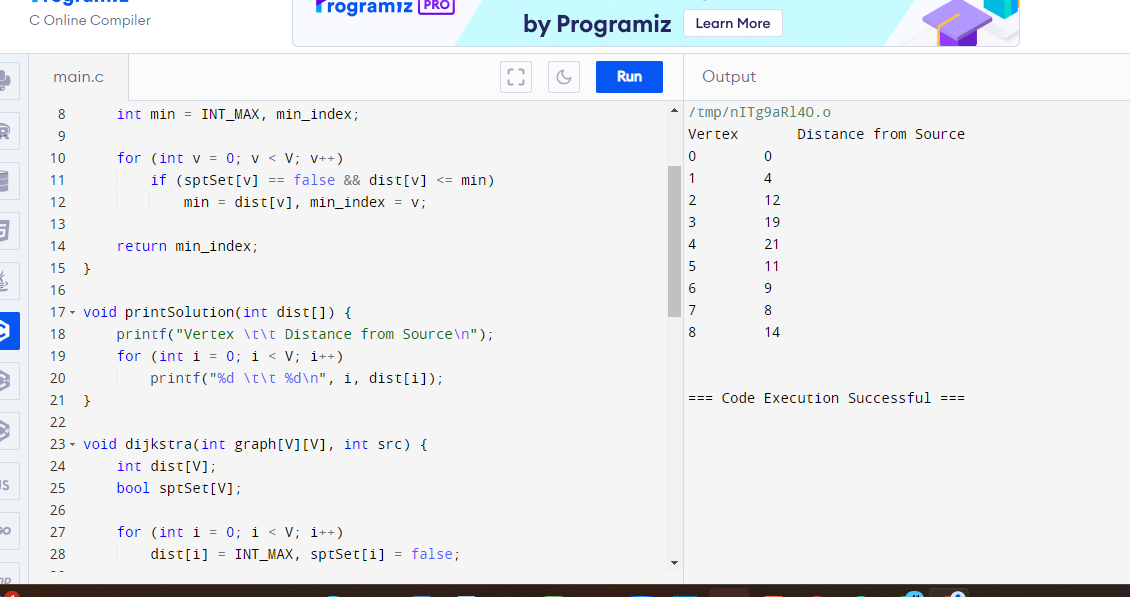 Programiz
C Online Compiler
Programiz PRO
by Programiz
Learn More
main.c
Run
Output
8 int min = INT_MAX, min_index;
9
10 for (int v = 0; v < V; v++)
11 if (sptSet[v] == false && dist[v] <= min)
12 min = dist[v], min_index = v;
13
14 return min_index;
15 }
16
17 void printSolution(int dist[]) {
18 printf("Vertex \t\t Distance from Source\n");
19 for (int i = 0; i < V; i++)
20 printf("%d \t\t %d\n", i, dist[i]);
21 }
22
23 void dijkstra(int graph[V][V], int src) {
24 int dist[V];
25 bool sptSet[V];
26
27 for (int i = 0; i < V; i++)
28 dist[i] = INT_MAX, sptSet[i] = false;
/tmp/nITg9aRl4O.o
Vertex Distance from Source
0 0
1 4
2 12
3 19
4 21
5 11
6 9
7 8
8 14
=== Code Execution Successful ===